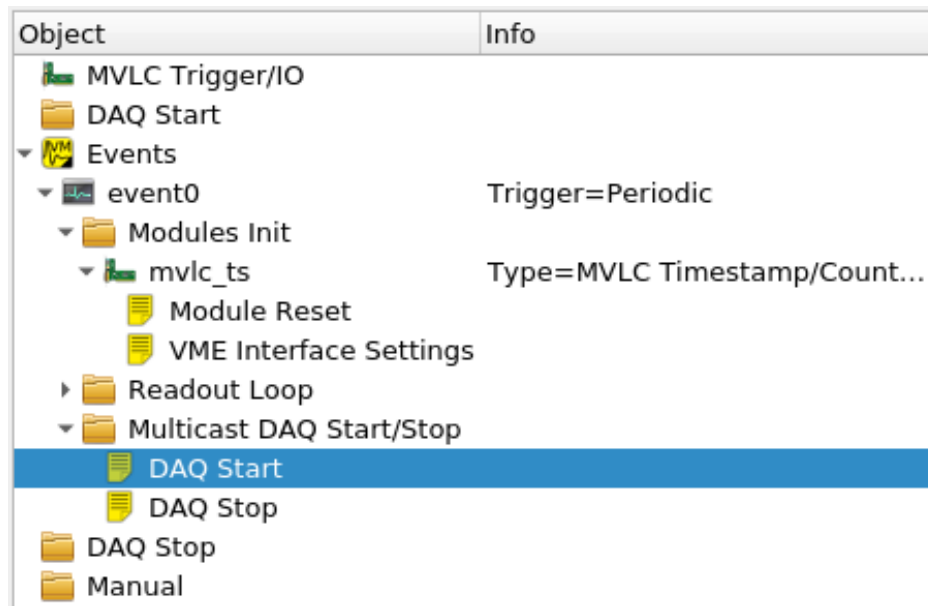 Object Info
MVLC Trigger/IO
DAQ Start
Events
event0 Trigger=Periodic
Modules Init
mvlc_ts Type=MVLC Timestamp/Count...
Module Reset
VME Interface Settings
Readout Loop
Multicast DAQ Start/Stop
DAQ Start
DAQ Stop
DAQ Stop
Manual